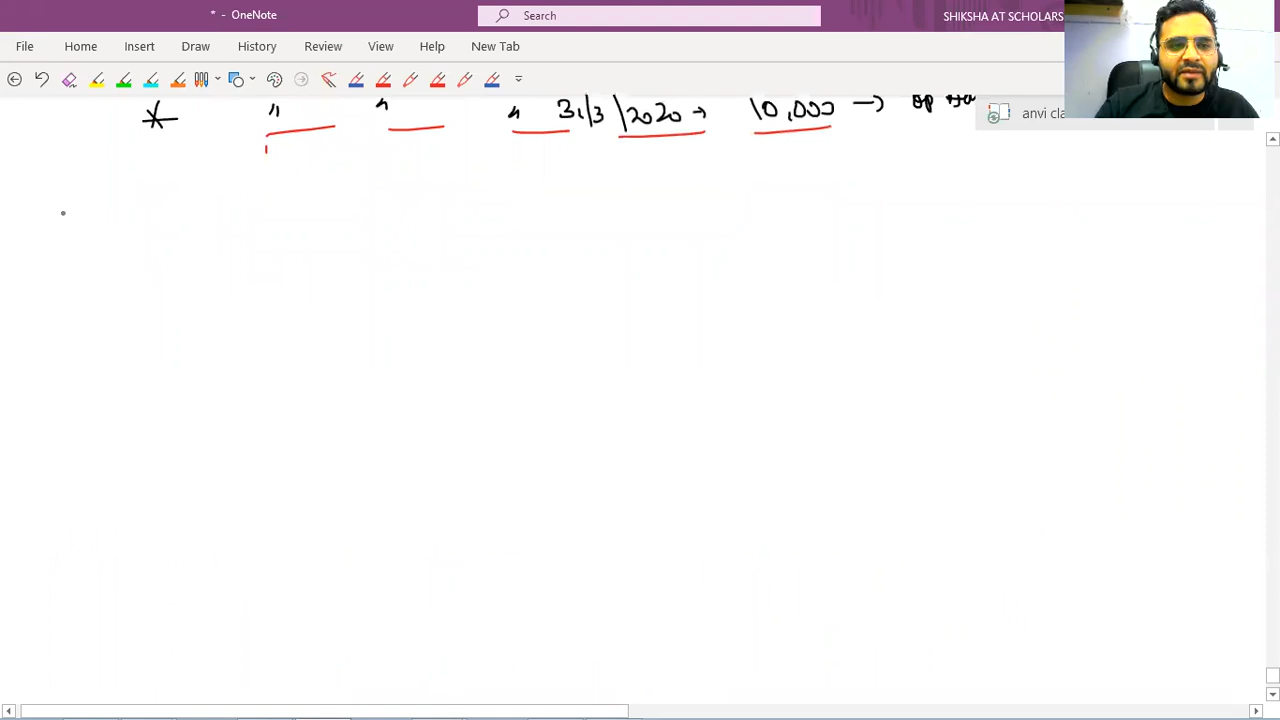 * - OneNote
Search
SHIKSHA AT SCHOLARS
File Home Insert Draw History Review View Help New Tab
* " " " 31/3/2020 → 10,000 → op
anvi cla